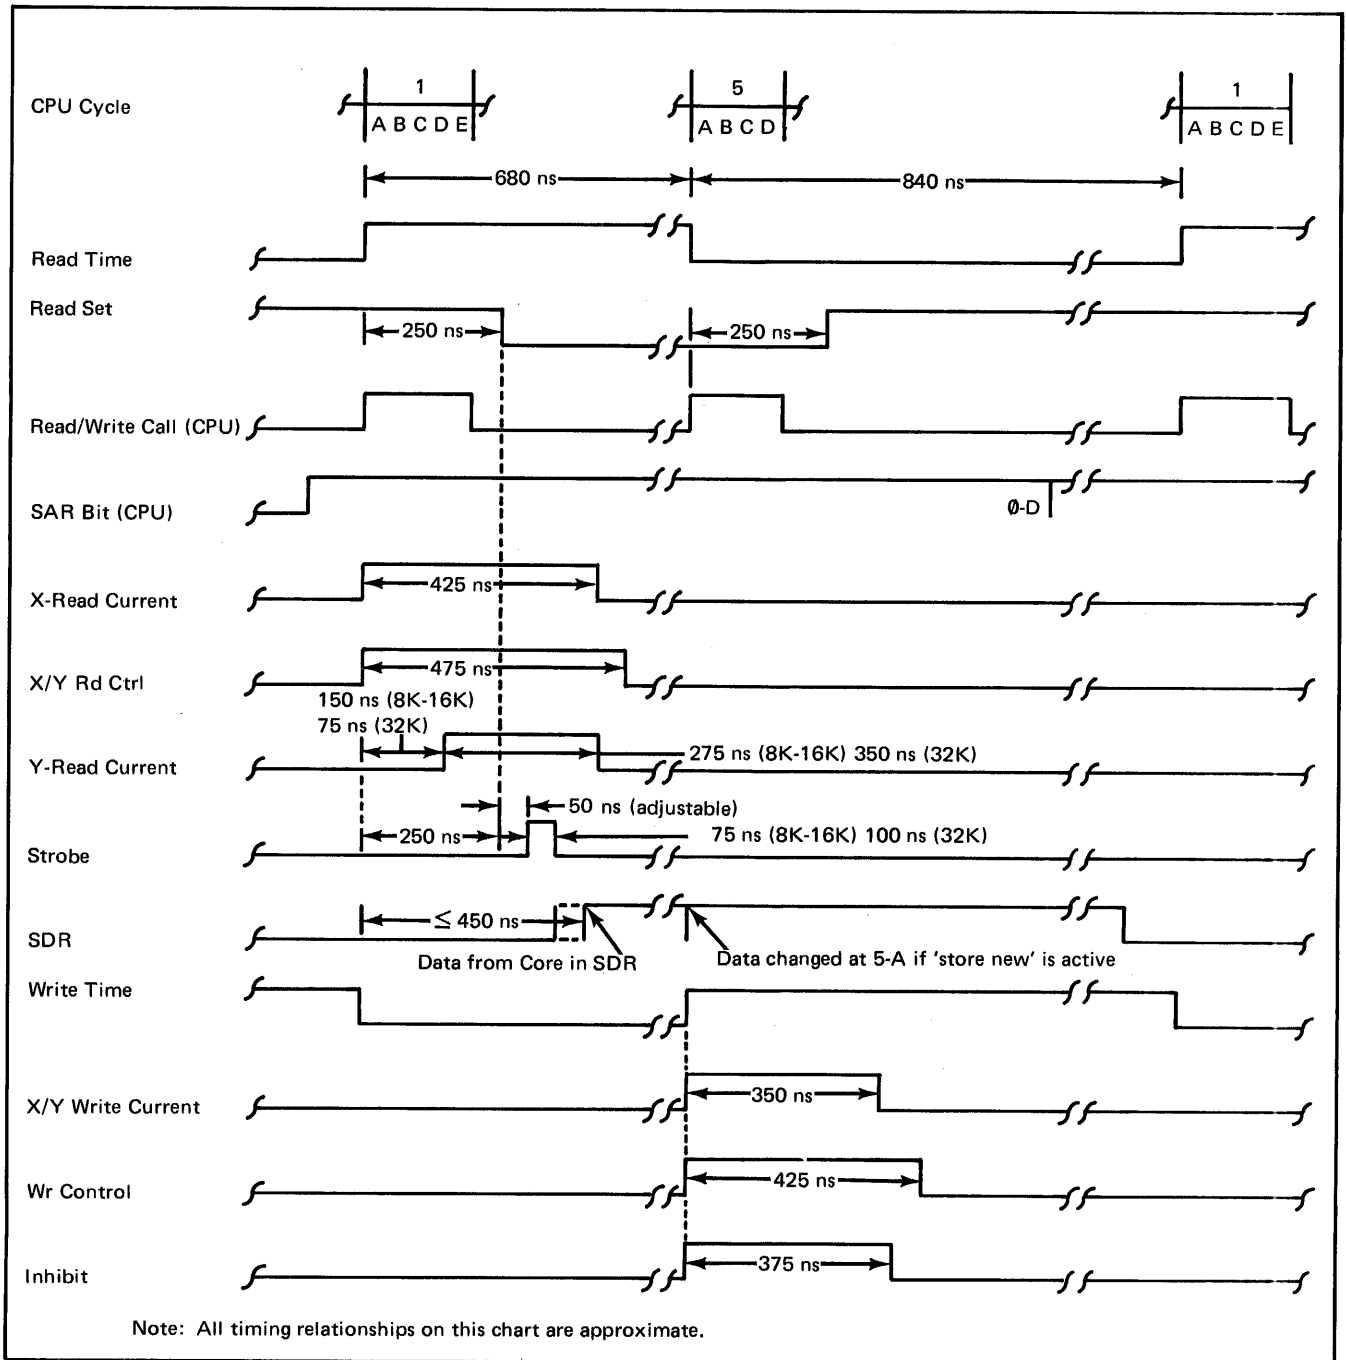 CPU Cycle
1
A B C D E
5
A B C D
1
A B C D E
680 ns
840 ns
Read Time
Read Set
250 ns
250 ns
Read/Write Call (CPU)
SAR Bit (CPU)
Ø-D
X-Read Current
425 ns
X/Y Rd Ctrl
475 ns
150 ns (8K-16K)
75 ns (32K)
Y-Read Current
275 ns (8K-16K) 350 ns (32K)
50 ns (adjustable)
Strobe
250 ns
75 ns (8K-16K) 100 ns (32K)
SDR
≤ 450 ns
Data from Core in SDR
Data changed at 5-A if 'store new' is active
Write Time
X/Y Write Current
350 ns
Wr Control
425 ns
Inhibit
375 ns
Note: All timing relationships on this chart are approximate.